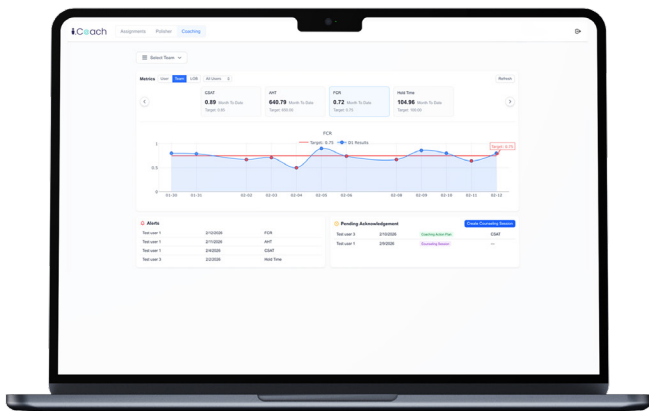 i.Coach
Assignments Polisher Coaching
Select Team
Metrics User Team LOB All Users Refresh
CSAT
0.89 Month To Date
Target: 0.85
AHT
640.79 Month To Date
Target: 600.00
FCR
0.72 Month To Date
Target: 0.75
Hold Time
104.96 Month To Date
Target: 100.00
FCR
Target: 0.75 D1 Results
Target: 0.75
1
0.5
0
01-30 01-31 02-02 02-03 02-04 02-05 02-06 02-08 02-09 02-10 02-11 02-12
Alerts
Test user 1 2/12/2026 FCR
Test user 1 2/11/2026 AHT
Test user 1 2/4/2026 CSAT
Test user 3 2/2/2026 Hold Time
Pending Acknowledgement Create Counseling Session
Test user 3 2/10/2026 Coaching Action Plan CSAT
Test user 1 2/9/2026 Counseling Session ---